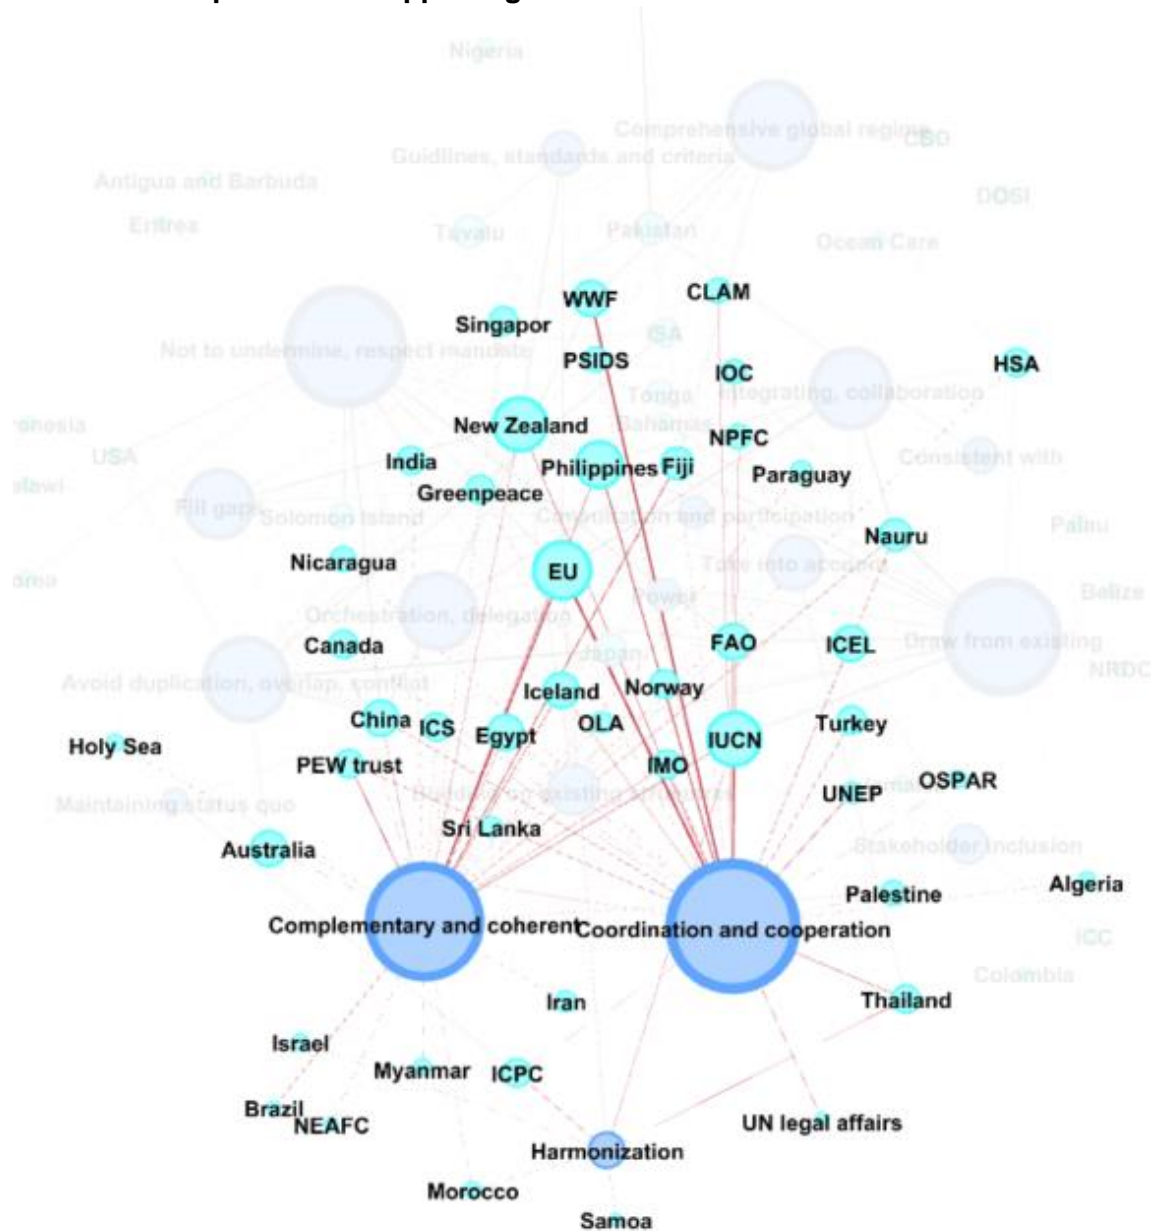 Nigeria
Comprehensive global regime
CBD
Guidlines, standards and criteria
Antigua and Barbuda
DOSI
Eritrea
Tuvalu
Pakistan
Ocean Care
WWF
CLAM
Singapor
ISA
Not to undermine, respect mandate
PSIDS
HSA
IOC
Integrating, collaboration
Tonga
Bahamas
New Zealand
NPFC
USA
India
Philippines
Fiji
Consistent with
Greenpeace
Paraguay
Fill gaps
Solomon Island
Consultation and participation
Palau
Nauru
Nicaragua
EU
Take into account
Power
Belize
Orchestration, delegation
Canada
Japan
FAO
ICEL
Draw from existing
NRDC
Avoid duplication, overlap, conflict
Iceland
Norway
China
ICS
Egypt
OLA
IUCN
Turkey
Holy Sea
PEW trust
IMO
OSPAR
UNEP
Maintaining status quo
Sri Lanka
Australia
Stakeholder inclusion
Palestine
Algeria
Complementary and coherent
Coordination and cooperation
ICC
Colombia
Iran
Thailand
Israel
Myanmar
ICPC
Brazil
NEAFC
UN legal affairs
Harmonization
Morocco
Samoa